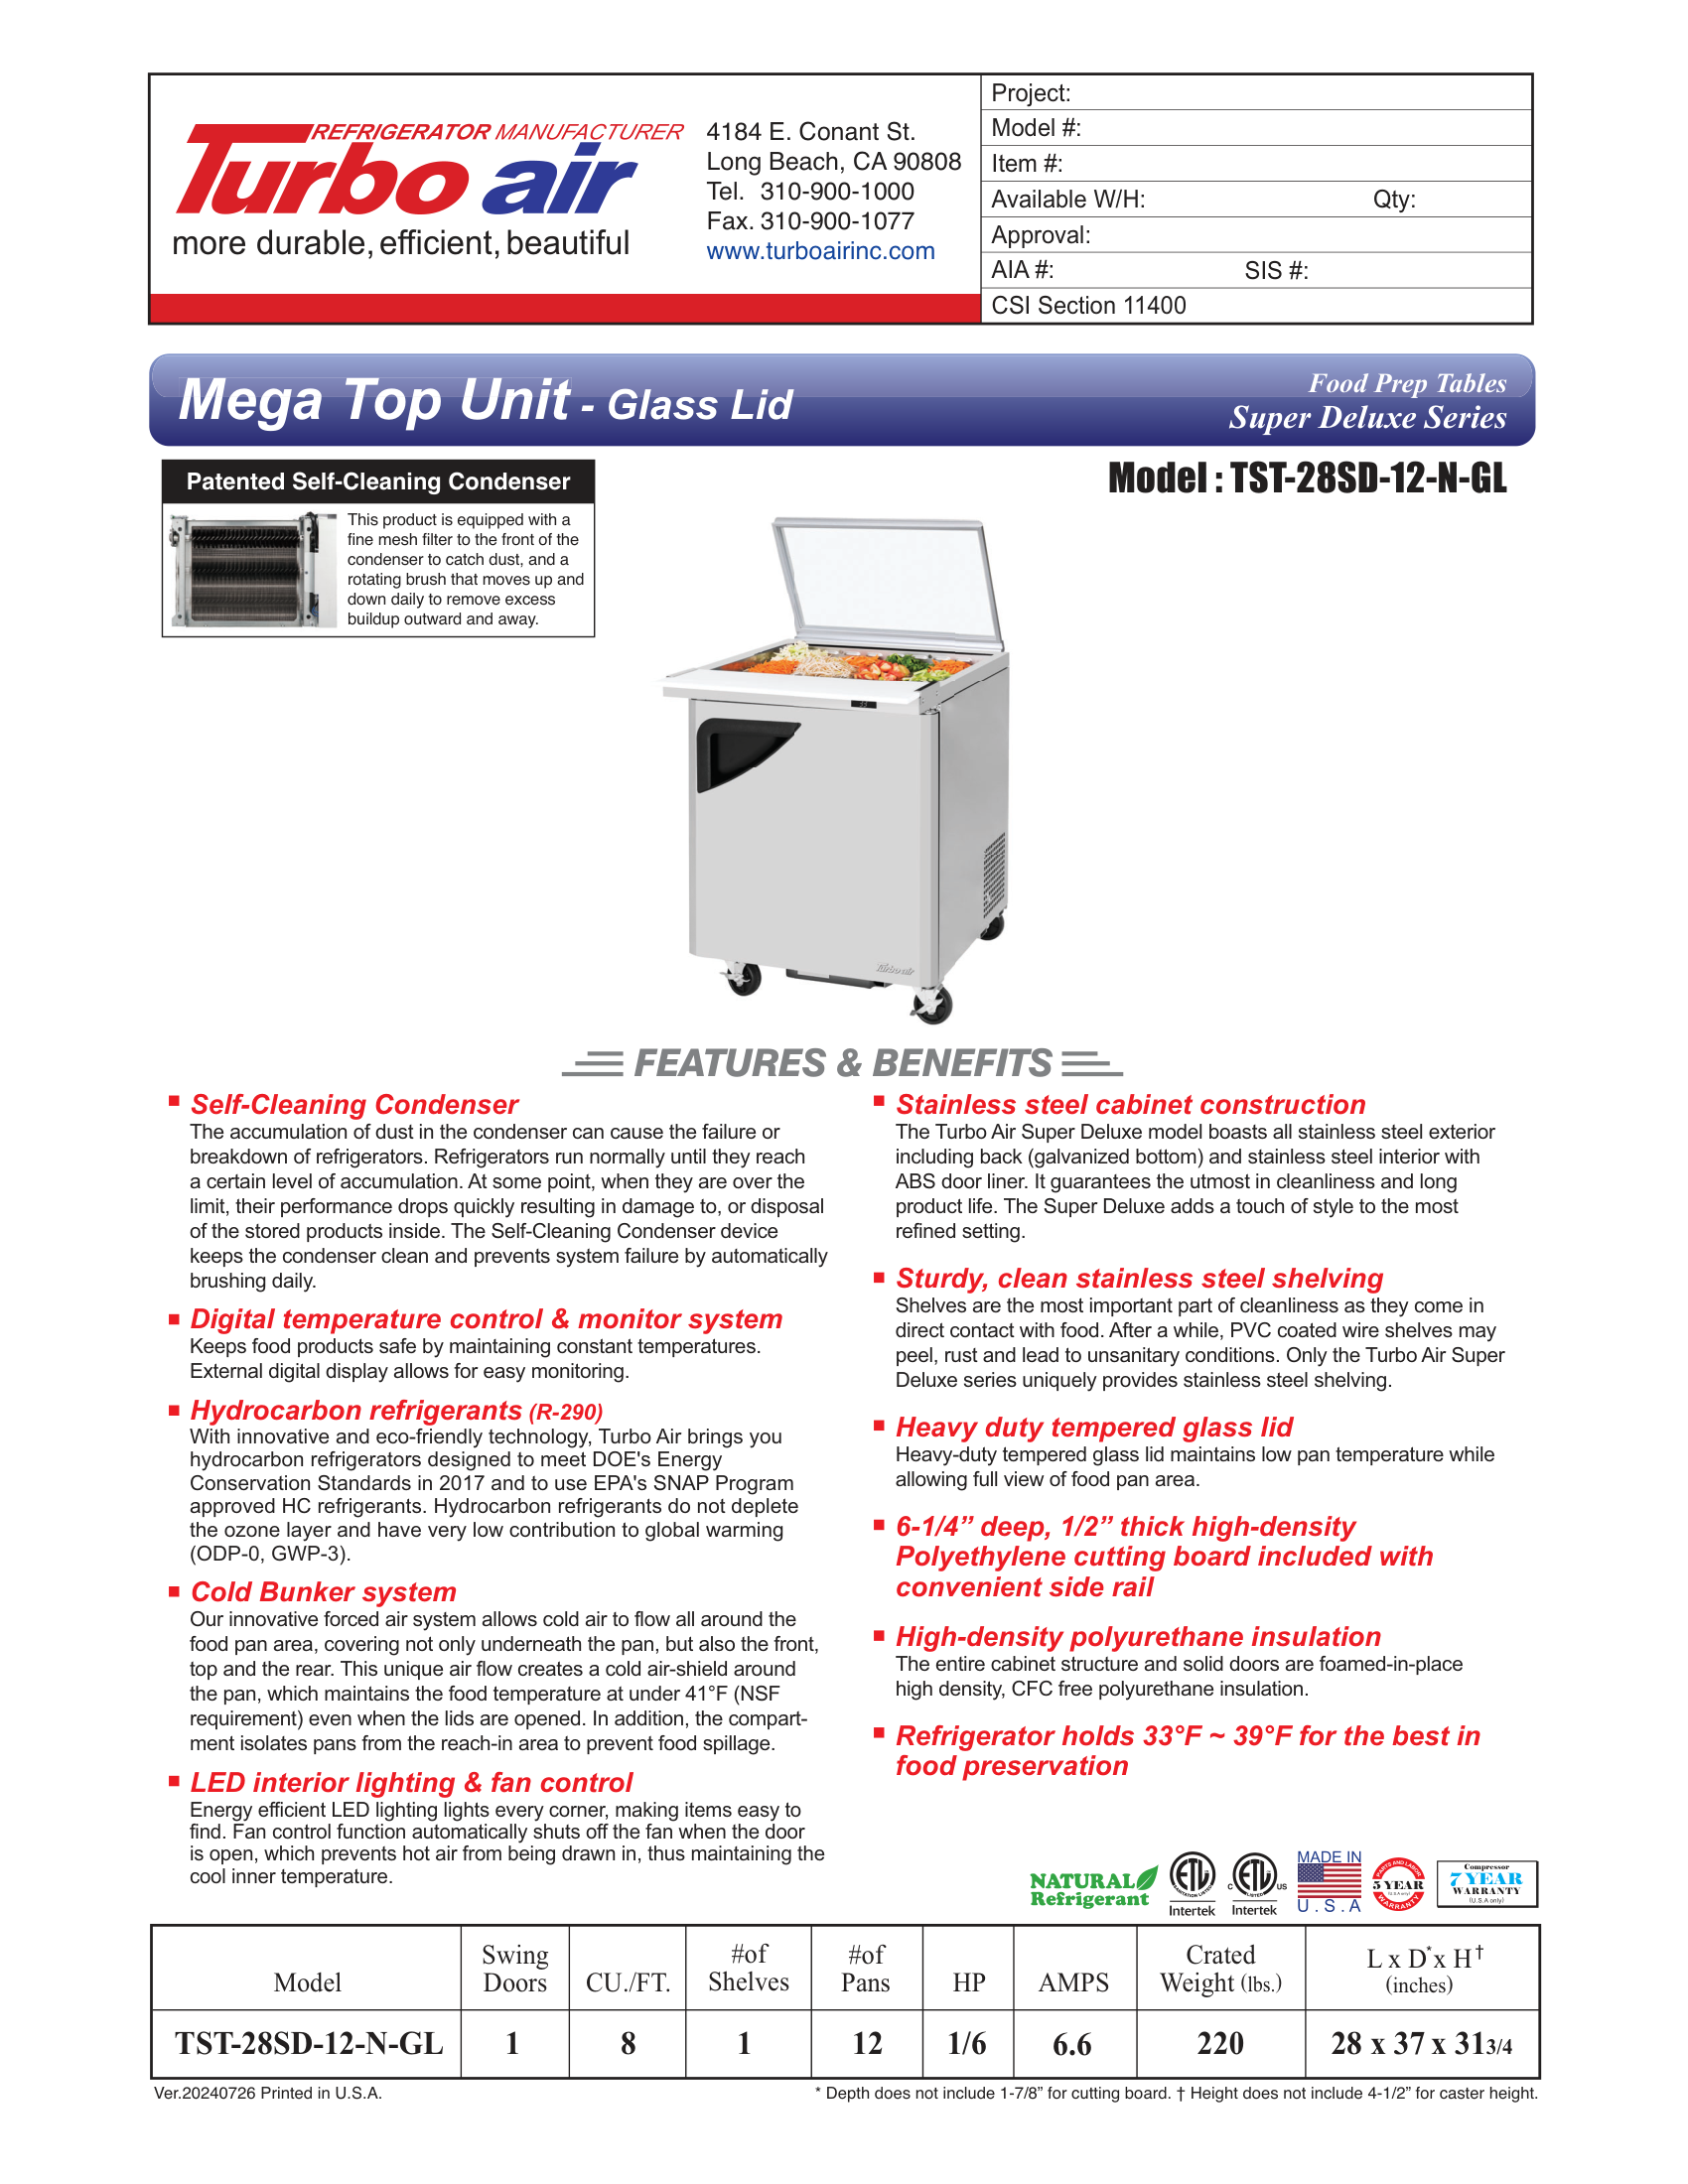 REFRIGERATOR MANUFACTURER
Turbo air
more durable, efficient, beautiful
4184 E. Conant St.
Long Beach, CA 90808
Tel. 310-900-1000
Fax. 310-900-1077
www.turboairinc.com
Project:
Model #:
Item #:
Available W/H: Qty:
Approval:
AIA #: SIS #:
CSI Section 11400
Mega Top Unit - Glass Lid
Food Prep Tables
Super Deluxe Series
Patented Self-Cleaning Condenser
This product is equipped with a
fine mesh filter to the front of the
condenser to catch dust, and a
rotating brush that moves up and
down daily to remove excess
buildup outward and away.
Model : TST-28SD-12-N-GL
Turbo air
FEATURES & BENEFITS
Self-Cleaning Condenser
The accumulation of dust in the condenser can cause the failure or
breakdown of refrigerators. Refrigerators run normally until they reach
a certain level of accumulation. At some point, when they are over the
limit, their performance drops quickly resulting in damage to, or disposal
of the stored products inside. The Self-Cleaning Condenser device
keeps the condenser clean and prevents system failure by automatically
brushing daily.
Digital temperature control & monitor system
Keeps food products safe by maintaining constant temperatures.
External digital display allows for easy monitoring.
Hydrocarbon refrigerants (R-290)
With innovative and eco-friendly technology, Turbo Air brings you
hydrocarbon refrigerators designed to meet DOE's Energy
Conservation Standards in 2017 and to use EPA's SNAP Program
approved HC refrigerants. Hydrocarbon refrigerants do not deplete
the ozone layer and have very low contribution to global warming
(ODP-0, GWP-3).
Cold Bunker system
Our innovative forced air system allows cold air to flow all around the
food pan area, covering not only underneath the pan, but also the front,
top and the rear. This unique air flow creates a cold air-shield around
the pan, which maintains the food temperature at under 41°F (NSF
requirement) even when the lids are opened. In addition, the compart-
ment isolates pans from the reach-in area to prevent food spillage.
LED interior lighting & fan control
Energy efficient LED lighting lights every corner, making items easy to
find. Fan control function automatically shuts off the fan when the door
is open, which prevents hot air from being drawn in, thus maintaining the
cool inner temperature.
Stainless steel cabinet construction
The Turbo Air Super Deluxe model boasts all stainless steel exterior
including back (galvanized bottom) and stainless steel interior with
ABS door liner. It guarantees the utmost in cleanliness and long
product life. The Super Deluxe adds a touch of style to the most
refined setting.
Sturdy, clean stainless steel shelving
Shelves are the most important part of cleanliness as they come in
direct contact with food. After a while, PVC coated wire shelves may
peel, rust and lead to unsanitary conditions. Only the Turbo Air Super
Deluxe series uniquely provides stainless steel shelving.
Heavy duty tempered glass lid
Heavy-duty tempered glass lid maintains low pan temperature while
allowing full view of food pan area.
6-1/4” deep, 1/2” thick high-density
Polyethylene cutting board included with
convenient side rail
High-density polyurethane insulation
The entire cabinet structure and solid doors are foamed-in-place
high density, CFC free polyurethane insulation.
Refrigerator holds 33°F ~ 39°F for the best in
food preservation
NATURAL
Refrigerant
ETL
SANITATION LISTED
Intertek
C ETL US
LISTED
Intertek
MADE IN
U.S.A
PARTS AND LABOR
5 YEAR
(U.S.A only)
WARRANTY
Compressor
7 YEAR
WARRANTY
(U.S.A only)
Model | Swing Doors | CU./FT. | #of Shelves | #of Pans | HP | AMPS | Crated Weight (lbs.) | L x D* x H† (inches)
TST-28SD-12-N-GL | 1 | 8 | 1 | 12 | 1/6 | 6.6 | 220 | 28 x 37 x 31 3/4
Ver.20240726 Printed in U.S.A.
* Depth does not include 1-7/8” for cutting board. † Height does not include 4-1/2” for caster height.